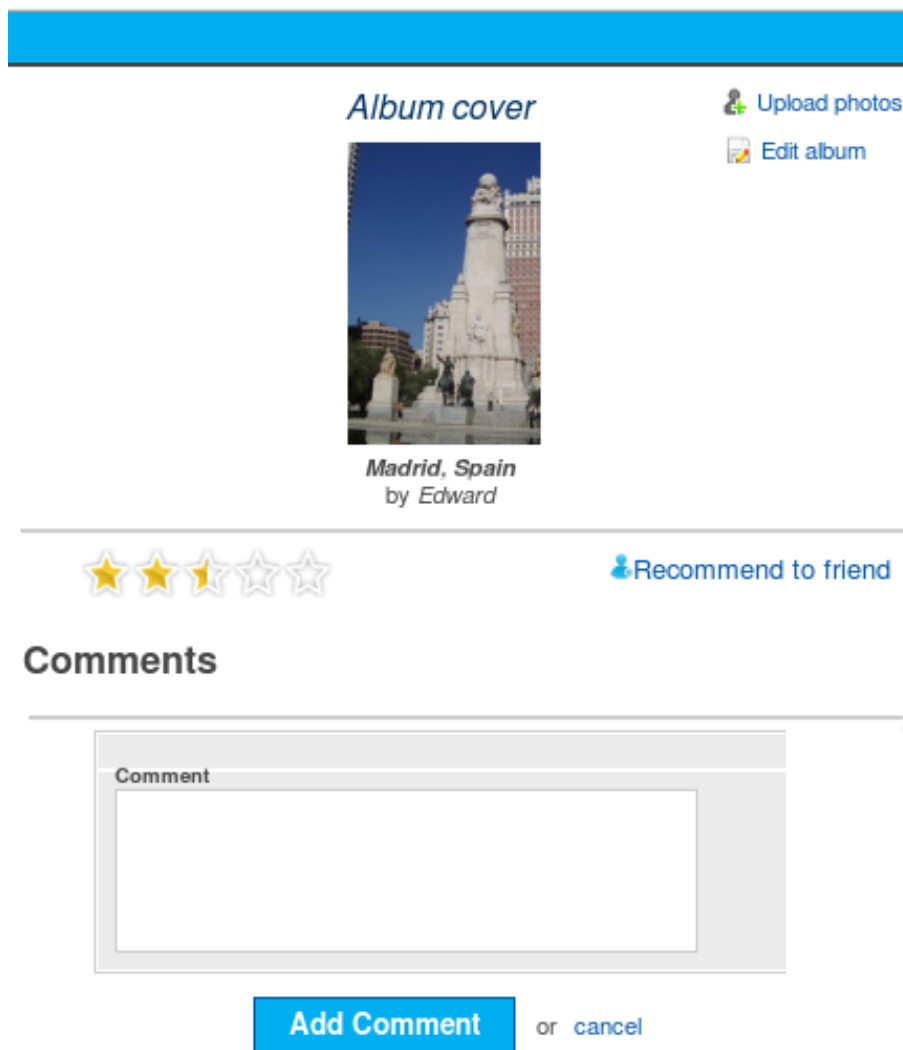 Album cover
Upload photos
Edit album
Madrid, Spain
by Edward
Recommend to friend
Comments
Comment
Add Comment or cancel